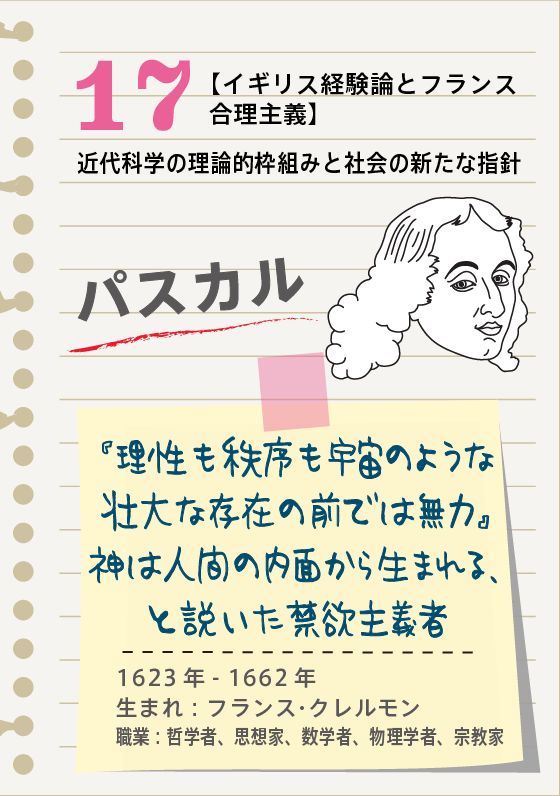 17
【イギリス経験論とフランス
合理主義】
近代科学の理論的枠組みと社会の新たな指針
パスカル
『理性も秩序も宇宙のような
壮大な存在の前では無力』
神は人間の内面から生まれる、
と説いた禁欲主義者
1623年-1662年
生まれ：フランス・クレルモン
職業：哲学者、思想家、数学者、物理学者、宗教家